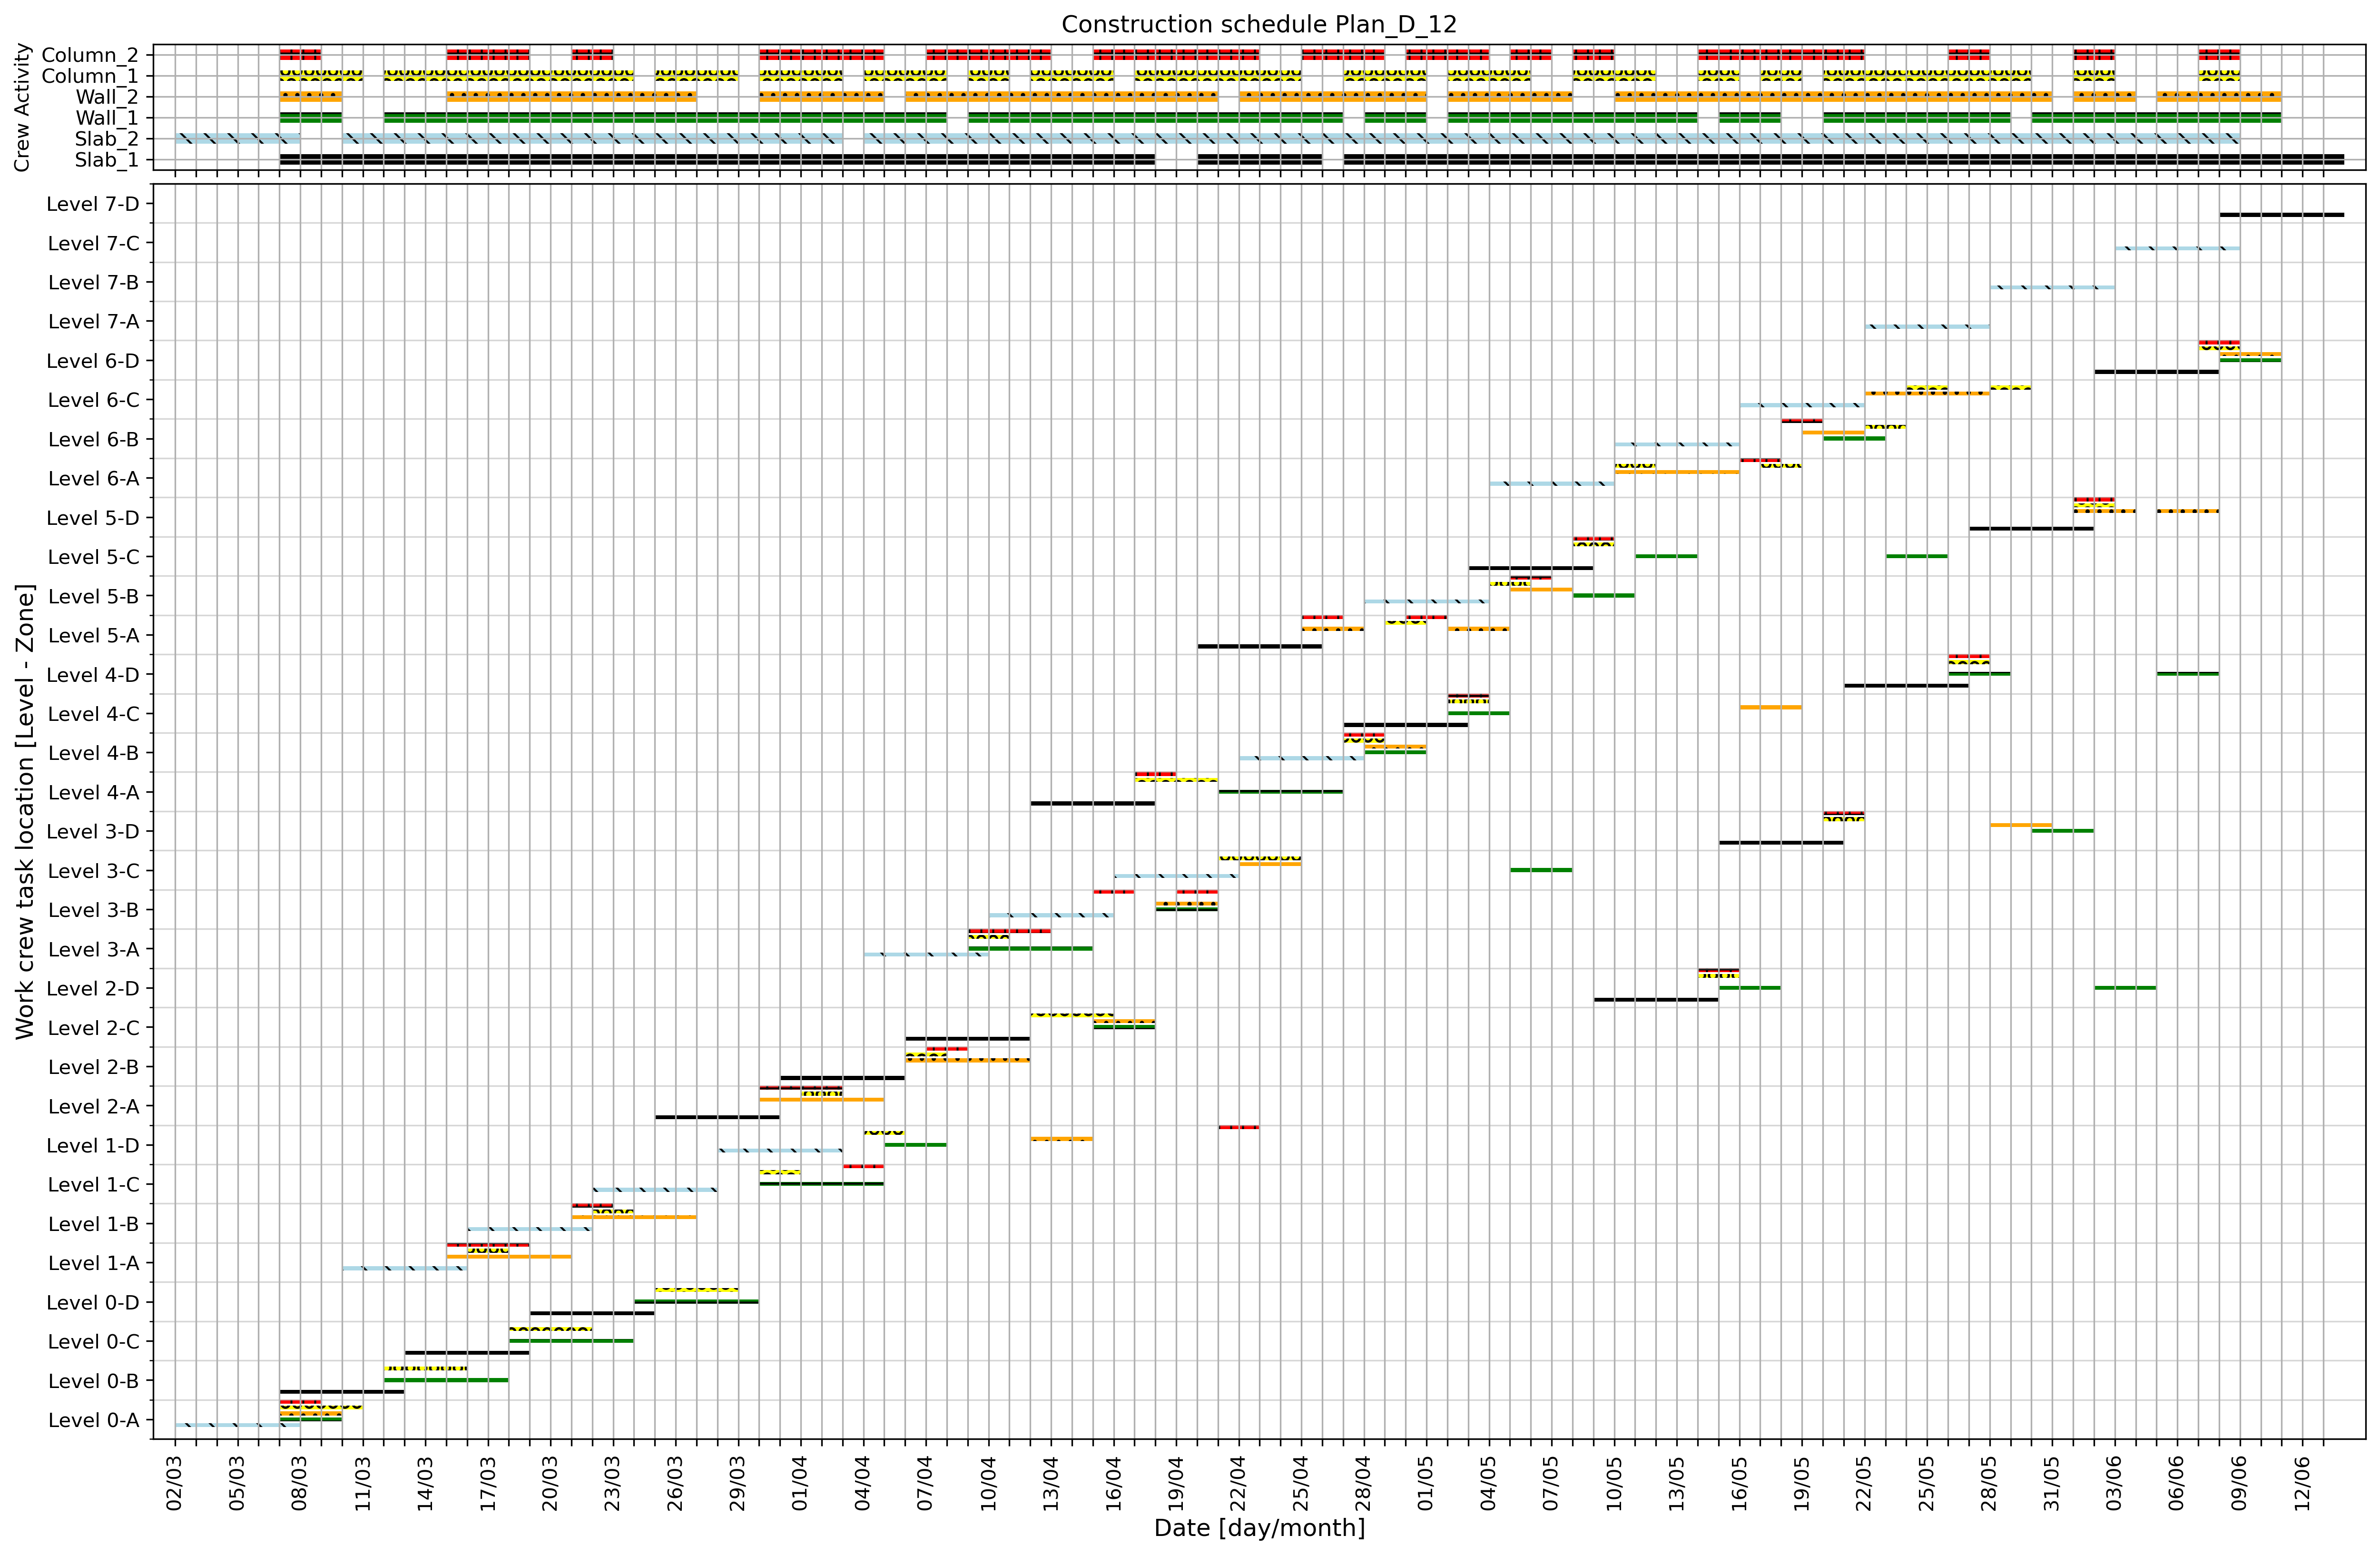 Construction schedule Plan_D_12
Crew Activity
Column_2
Column_1
Wall_2
Wall_1
Slab_2
Slab_1
Work crew task location [Level - Zone]
Level 7-D
Level 7-C
Level 7-B
Level 7-A
Level 6-D
Level 6-C
Level 6-B
Level 6-A
Level 5-D
Level 5-C
Level 5-B
Level 5-A
Level 4-D
Level 4-C
Level 4-B
Level 4-A
Level 3-D
Level 3-C
Level 3-B
Level 3-A
Level 2-D
Level 2-C
Level 2-B
Level 2-A
Level 1-D
Level 1-C
Level 1-B
Level 1-A
Level 0-D
Level 0-C
Level 0-B
Level 0-A
02/03 05/03 08/03 11/03 14/03 17/03 20/03 23/03 26/03 29/03 01/04 04/04 07/04 10/04 13/04 16/04 19/04 22/04 25/04 28/04 01/05 04/05 07/05 10/05 13/05 16/05 19/05 22/05 25/05 28/05 31/05 03/06 06/06 09/06 12/06
Date [day/month]